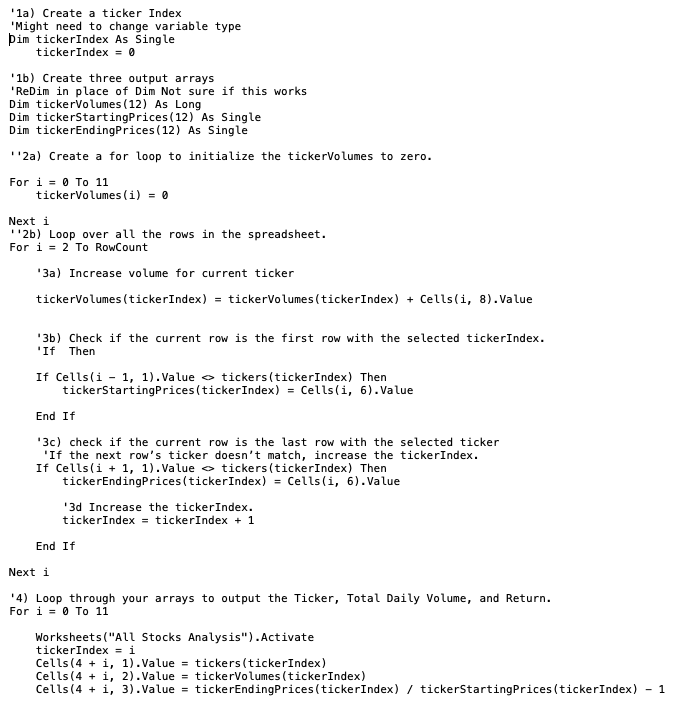 '1a) Create a ticker Index
'Might need to change variable type
Dim tickerIndex As Single
    tickerIndex = 0

'1b) Create three output arrays
'ReDim in place of Dim Not sure if this works
Dim tickerVolumes(12) As Long
Dim tickerStartingPrices(12) As Single
Dim tickerEndingPrices(12) As Single

''2a) Create a for loop to initialize the tickerVolumes to zero.

For i = 0 To 11
    tickerVolumes(i) = 0

Next i
''2b) Loop over all the rows in the spreadsheet.
For i = 2 To RowCount

    '3a) Increase volume for current ticker

    tickerVolumes(tickerIndex) = tickerVolumes(tickerIndex) + Cells(i, 8).Value


    '3b) Check if the current row is the first row with the selected tickerIndex.
    'If  Then

    If Cells(i - 1, 1).Value <> tickers(tickerIndex) Then
        tickerStartingPrices(tickerIndex) = Cells(i, 6).Value

    End If

    '3c) check if the current row is the last row with the selected ticker
     'If the next row’s ticker doesn’t match, increase the tickerIndex.
    If Cells(i + 1, 1).Value <> tickers(tickerIndex) Then
        tickerEndingPrices(tickerIndex) = Cells(i, 6).Value

        '3d Increase the tickerIndex.
        tickerIndex = tickerIndex + 1

    End If

Next i

'4) Loop through your arrays to output the Ticker, Total Daily Volume, and Return.
For i = 0 To 11

    Worksheets("All Stocks Analysis").Activate
    tickerIndex = i
    Cells(4 + i, 1).Value = tickers(tickerIndex)
    Cells(4 + i, 2).Value = tickerVolumes(tickerIndex)
    Cells(4 + i, 3).Value = tickerEndingPrices(tickerIndex) / tickerStartingPrices(tickerIndex) - 1